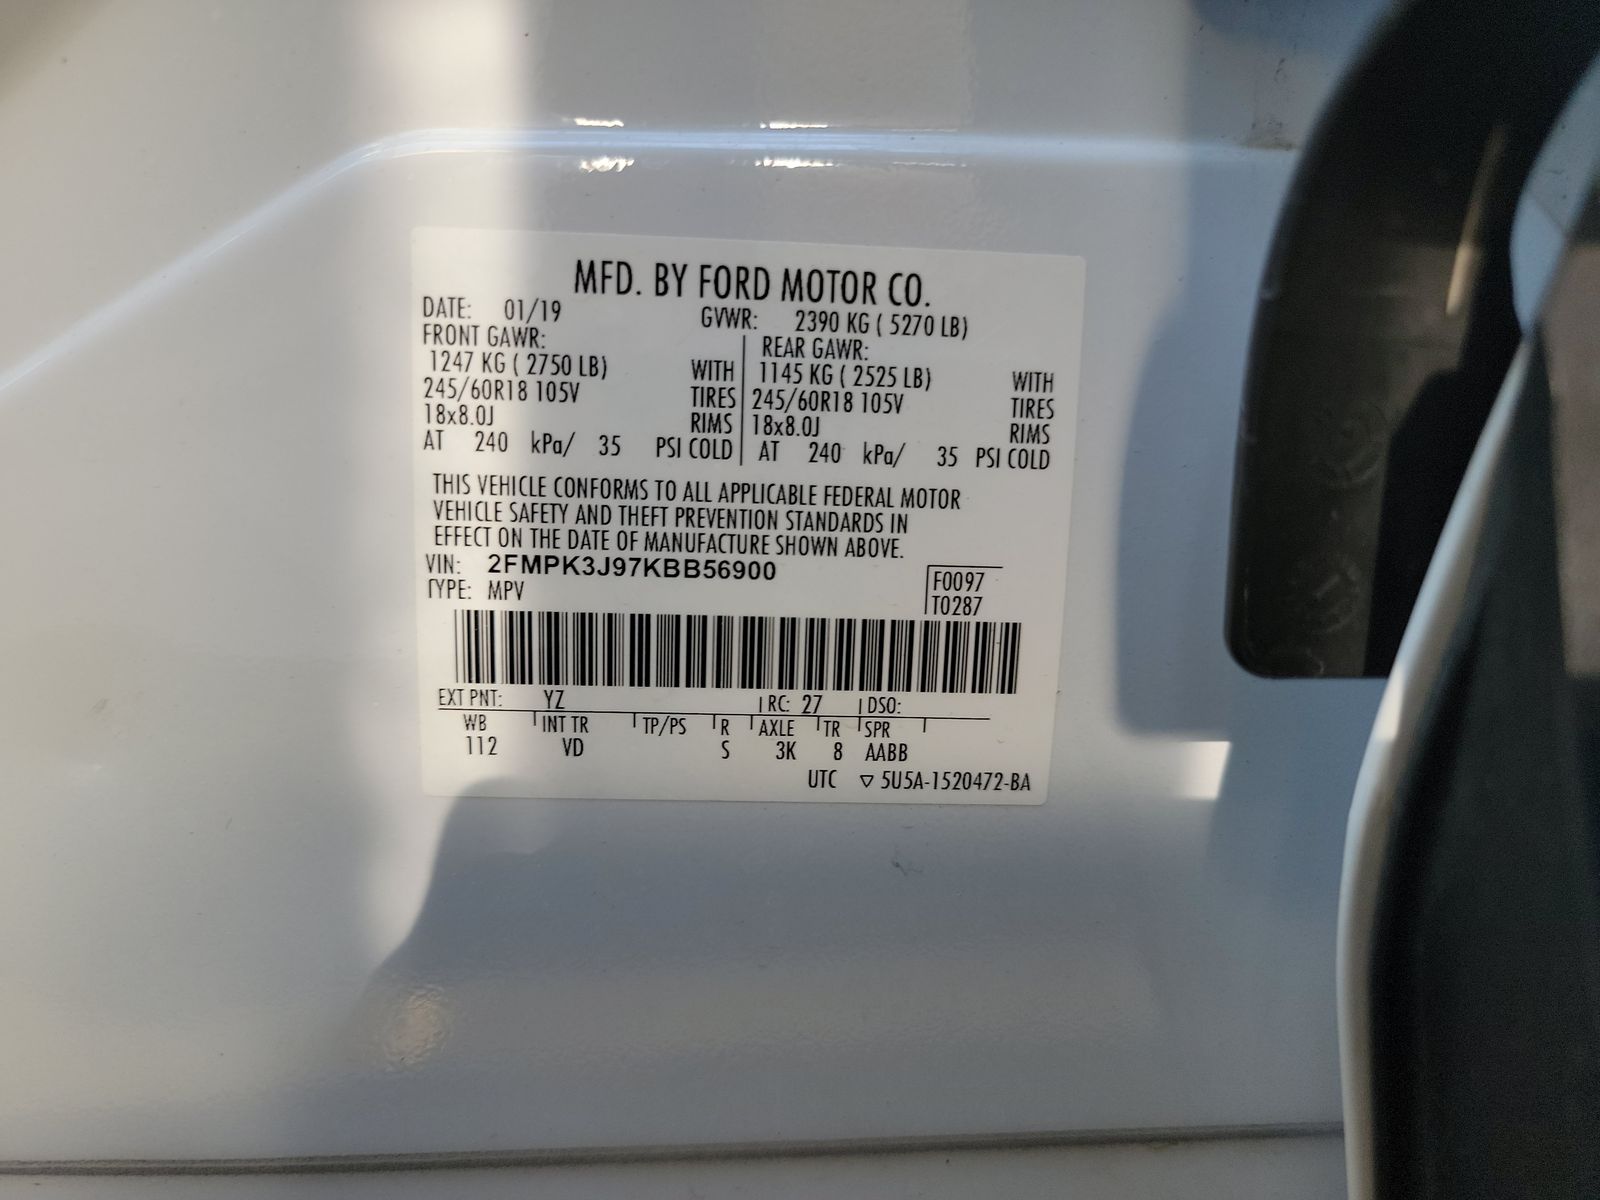 MFD. BY FORD MOTOR CO.
DATE: 01/19 GVWR: 2390 KG ( 5270 LB)
FRONT GAWR: REAR GAWR:
1247 KG ( 2750 LB) WITH 1145 KG ( 2525 LB) WITH
245/60R18 105V TIRES 245/60R18 105V TIRES
18x8.0J RIMS 18x8.0J RIMS
AT 240 kPa/ 35 PSI COLD AT 240 kPa/ 35 PSI COLD
THIS VEHICLE CONFORMS TO ALL APPLICABLE FEDERAL MOTOR
VEHICLE SAFETY AND THEFT PREVENTION STANDARDS IN
EFFECT ON THE DATE OF MANUFACTURE SHOWN ABOVE.
VIN: 2FMPK3J97KBB56900
F0097
TYPE: MPV T0287
EXT PNT: YZ RC: 27 DSO:
WB INT TR TP/PS R AXLE TR SPR
112 VD S 3K 8 AABB
UTC ▽ 5U5A-1520472-BA